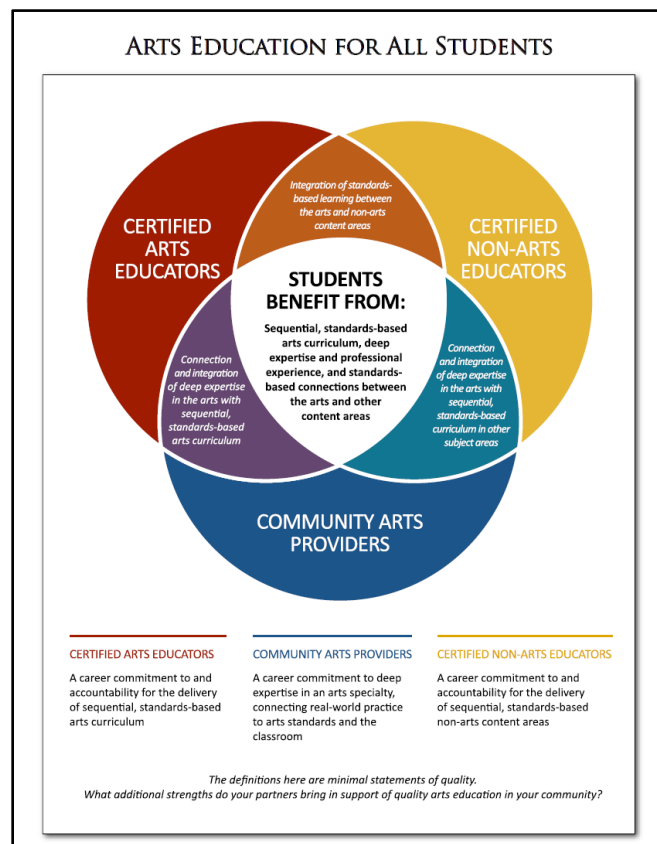 ARTS EDUCATION FOR ALL STUDENTS
Integration of standards-
based learning between
the arts and non-arts
content areas
CERTIFIED
ARTS
EDUCATORS
CERTIFIED
NON-ARTS
EDUCATORS
STUDENTS
BENEFIT FROM:
Sequential, standards-based
arts curriculum, deep
expertise and professional
experience, and standards-
based connections between
the arts and other
content areas
Connection
and integration
of deep expertise
in the arts with
sequential,
standards-based
arts curriculum
Connection
and integration
of deep expertise
in the arts with
sequential,
standards-based
curriculum in other
subject areas
COMMUNITY ARTS
PROVIDERS
CERTIFIED ARTS EDUCATORS
A career commitment to and
accountability for the delivery
of sequential, standards-based
arts curriculum
COMMUNITY ARTS PROVIDERS
A career commitment to deep
expertise in an arts specialty,
connecting real-world practice
to arts standards and the
classroom
CERTIFIED NON-ARTS EDUCATORS
A career commitment to and
accountability for the delivery
of sequential, standards-based
non-arts content areas
The definitions here are minimal statements of quality.
What additional strengths do your partners bring in support of quality arts education in your community?